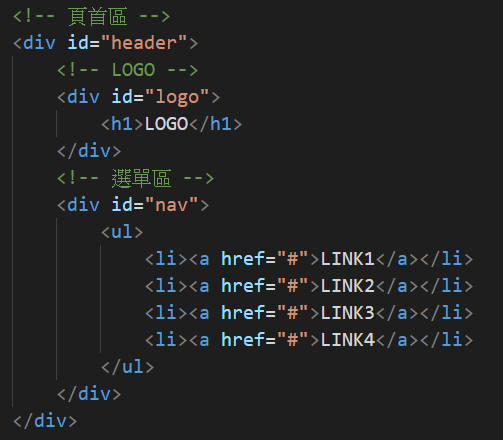 <!-- 頁首區 -->
<div id="header">
    <!-- LOGO -->
    <div id="logo">
        <h1>LOGO</h1>
    </div>
    <!-- 選單區 -->
    <div id="nav">
        <ul>
            <li><a href="#">LINK1</a></li>
            <li><a href="#">LINK2</a></li>
            <li><a href="#">LINK3</a></li>
            <li><a href="#">LINK4</a></li>
        </ul>
    </div>
</div>